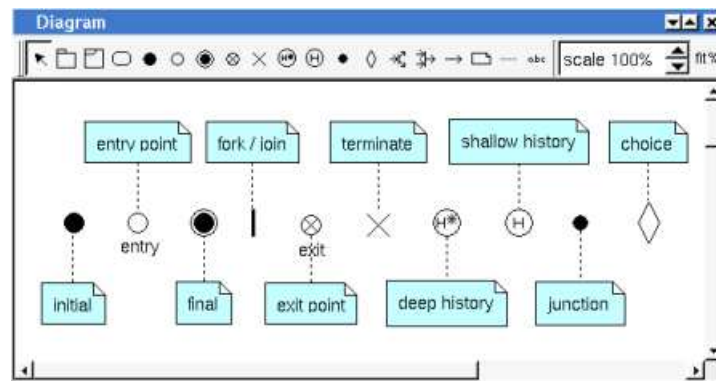 Diagram
H* H abc scale 100% fit%
entry point fork / join terminate shallow history choice
H* H
entry exit
initial final exit point deep history junction